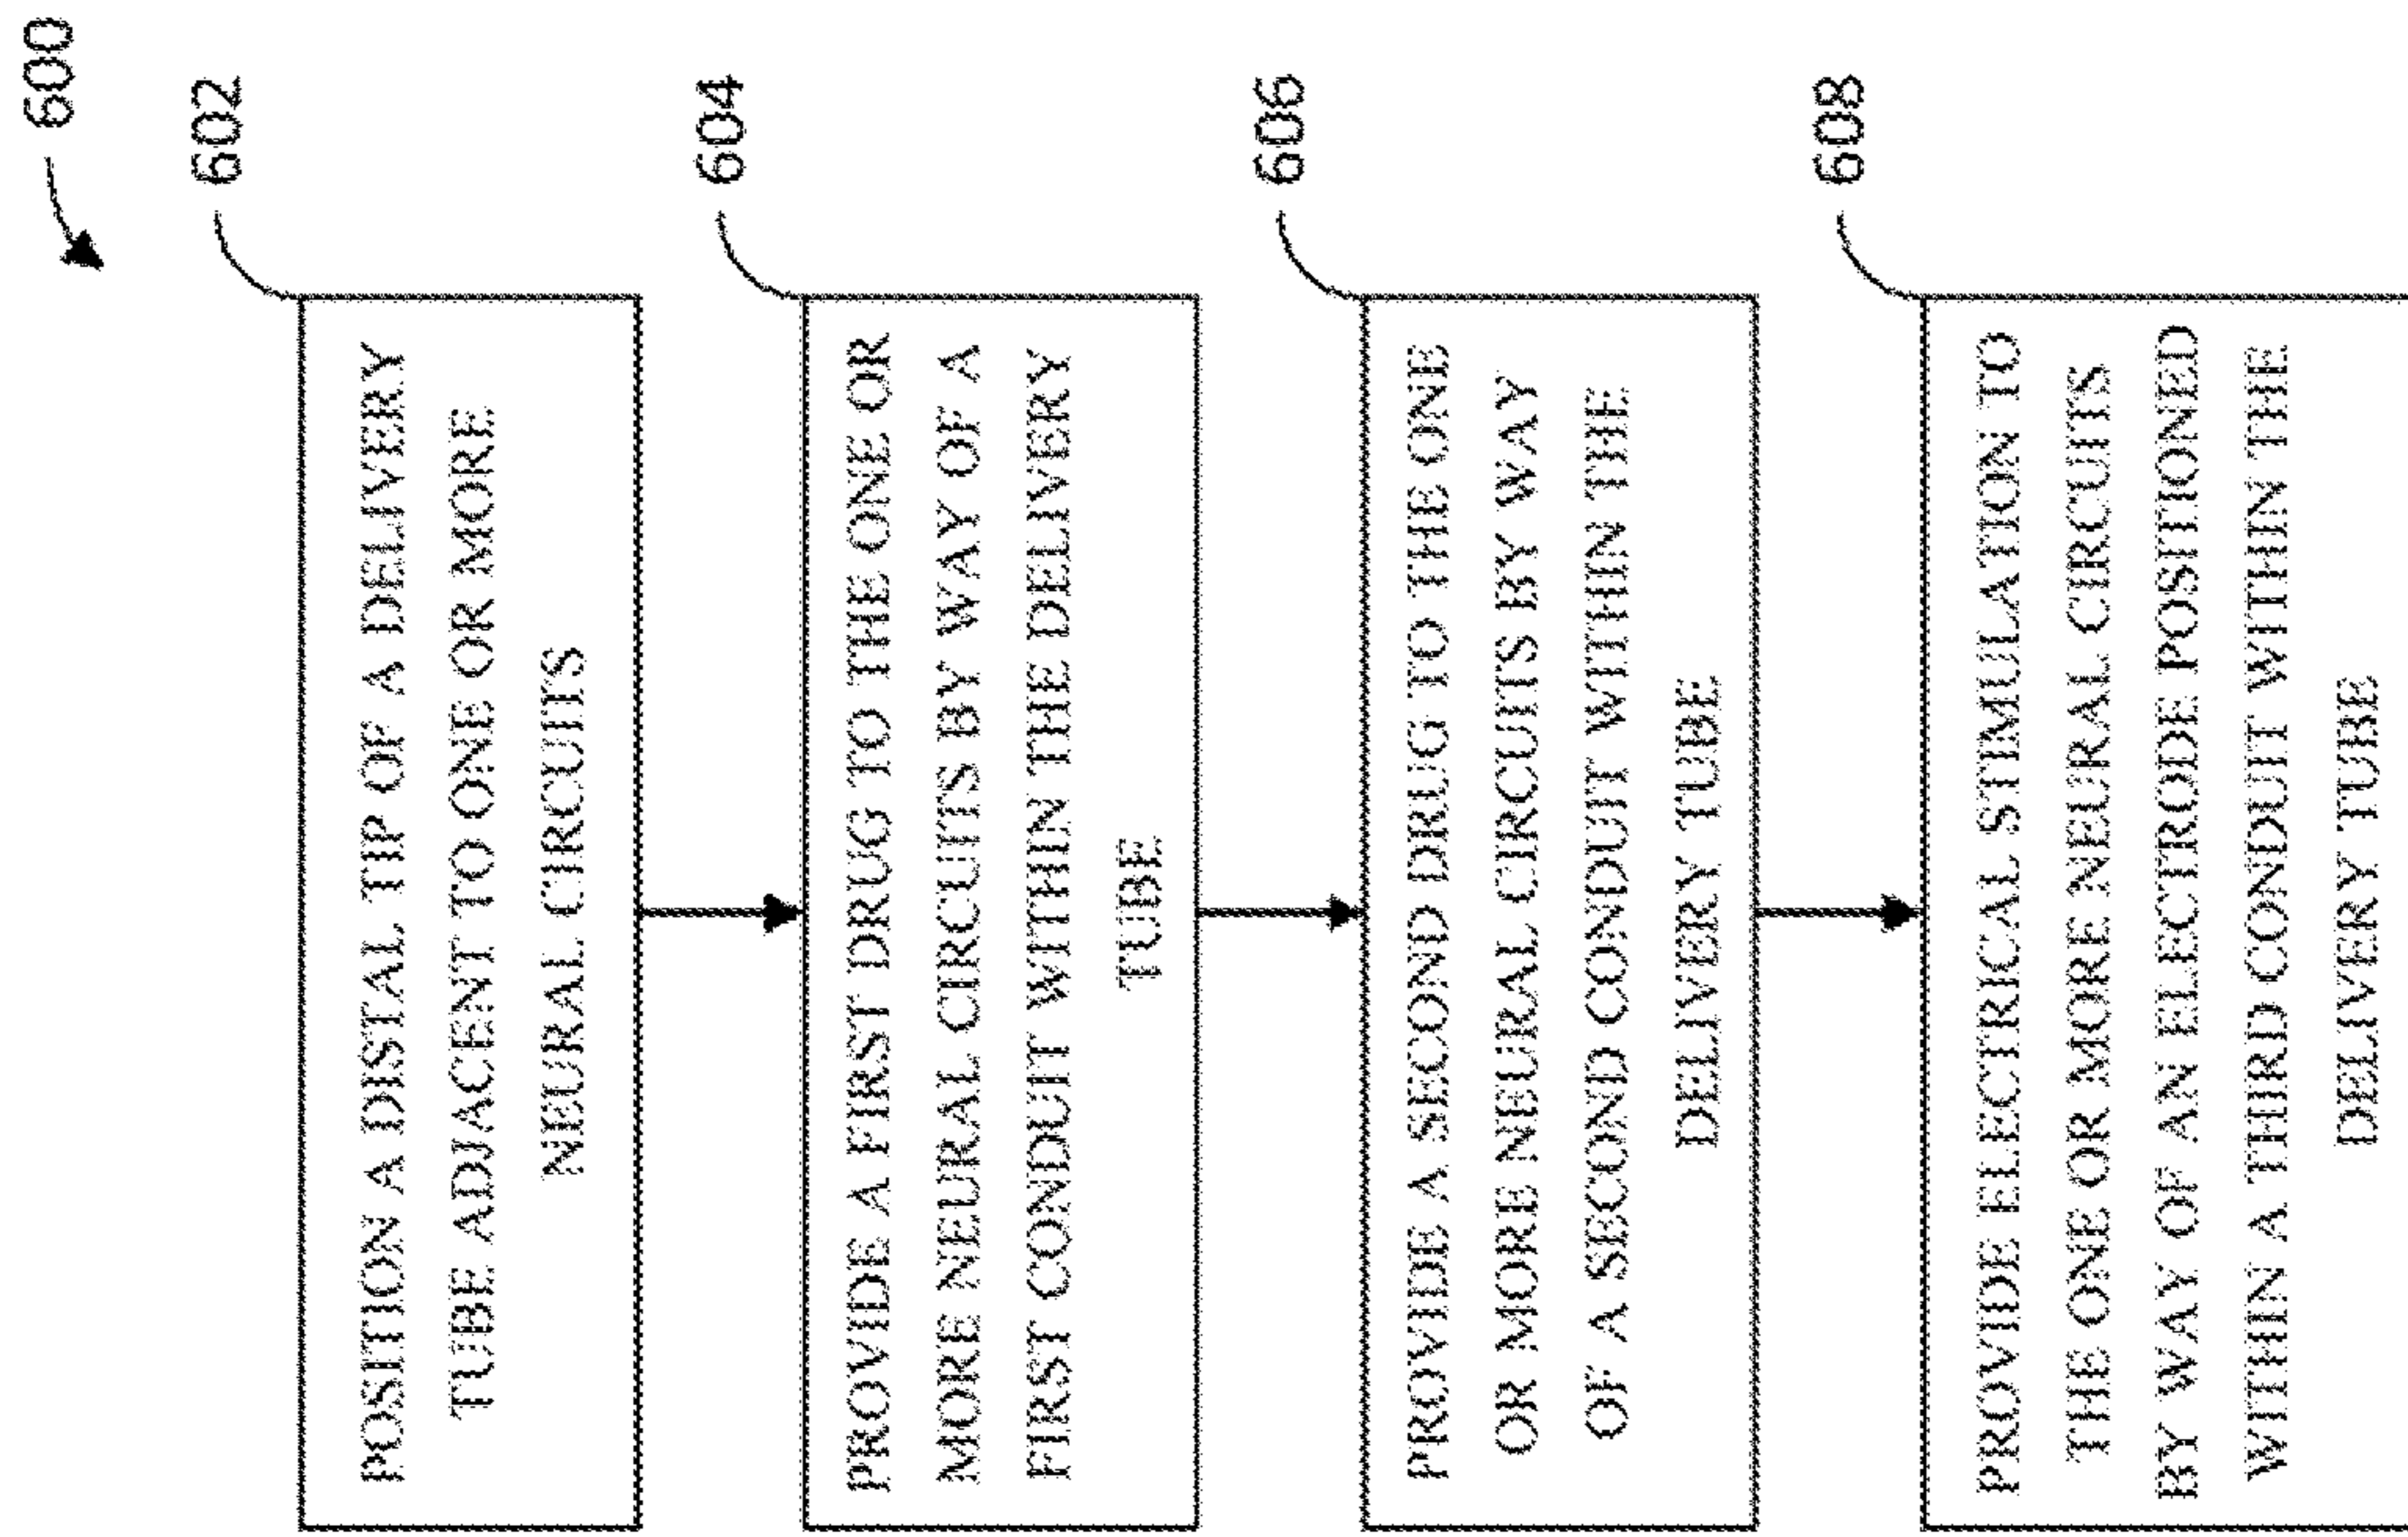 600
602
POSITION A DISTAL TIP OF A DELIVERY
TUBE ADJACENT TO ONE OR MORE
NEURAL CIRCUITS
604
PROVIDE A FIRST DRUG TO THE ONE OR
MORE NEURAL CIRCUITS BY WAY OF A
FIRST CONDUIT WITHIN THE DELIVERY
TUBE
606
PROVIDE A SECOND DRUG TO THE ONE
OR MORE NEURAL CIRCUITS BY WAY
OF A SECOND CONDUIT WITHIN THE
DELIVERY TUBE
608
PROVIDE ELECTRICAL STIMULATION TO
THE ONE OR MORE NEURAL CIRCUITS
BY WAY OF AN ELECTRODE POSITIONED
WITHIN A THIRD CONDUIT WITHIN THE
DELIVERY TUBE